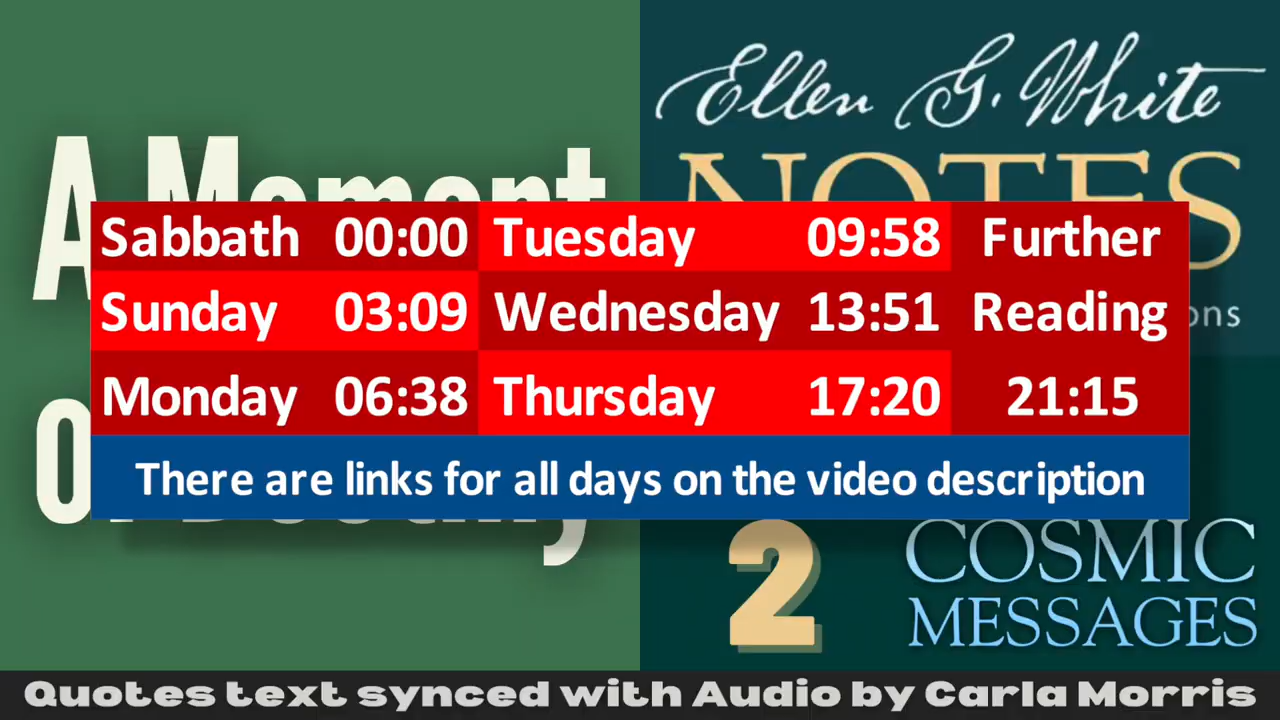 Ellen G. White
NOTES
A Moment
Sabbath 00:00 Tuesday 09:58 Further
Sunday 03:09 Wednesday 13:51 Reading
Monday 06:38 Thursday 17:20 21:15
There are links for all days on the video description
2 COSMIC
MESSAGES
Quotes text synced with Audio by Carla Morris